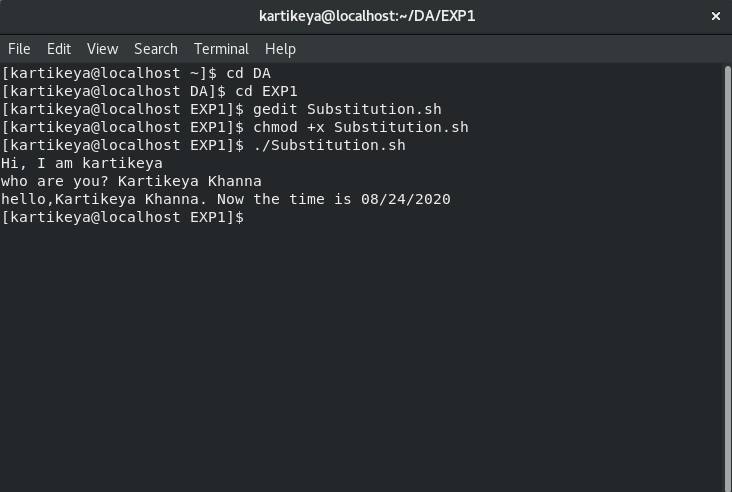 kartikeya@localhost:~/DA/EXP1
File Edit View Search Terminal Help
[kartikeya@localhost ~]$ cd DA
[kartikeya@localhost DA]$ cd EXP1
[kartikeya@localhost EXP1]$ gedit Substitution.sh
[kartikeya@localhost EXP1]$ chmod +x Substitution.sh
[kartikeya@localhost EXP1]$ ./Substitution.sh
Hi, I am kartikeya
who are you? Kartikeya Khanna
hello,Kartikeya Khanna. Now the time is 08/24/2020
[kartikeya@localhost EXP1]$